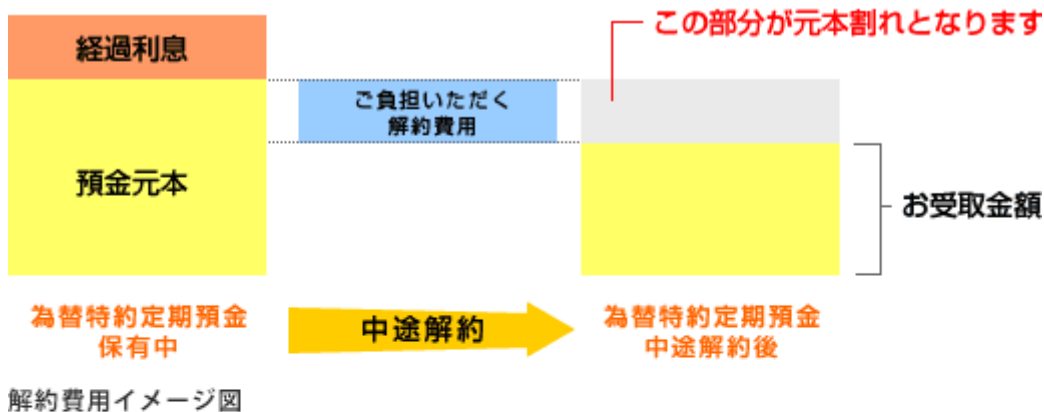 この部分が元本割れとなります
経過利息
ご負担いただく
解約費用
預金元本
お受取金額
為替特約定期預金
保有中
中途解約
為替特約定期預金
中途解約後
解約費用イメージ図